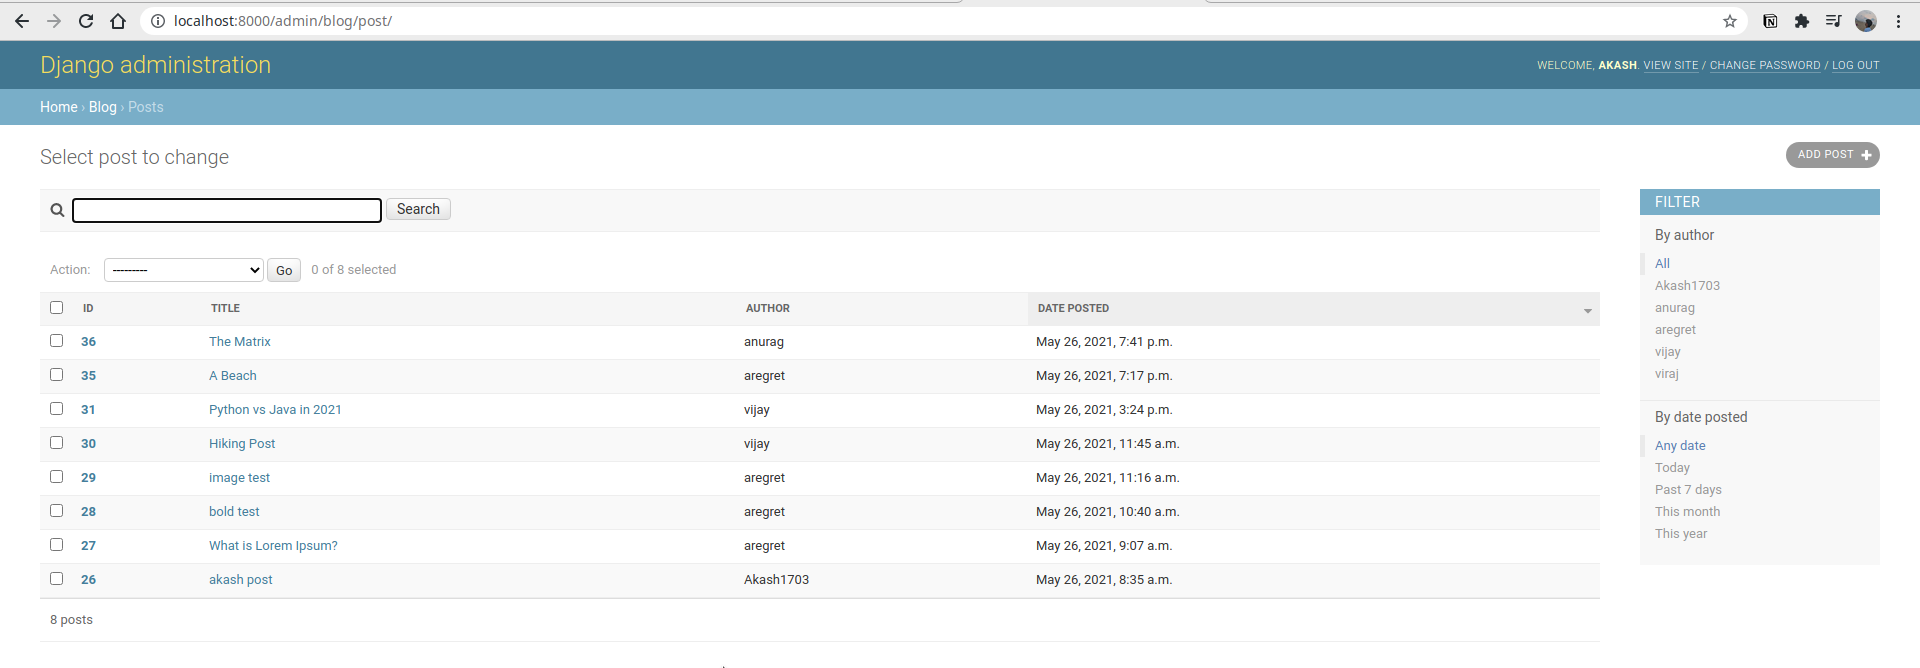 localhost:8000/admin/blog/post/
Django administration
WELCOME, AKASH. VIEW SITE / CHANGE PASSWORD / LOG OUT
Home › Blog › Posts
Select post to change
ADD POST +
Search
Action: --------- Go 0 of 8 selected
ID TITLE AUTHOR DATE POSTED
36 The Matrix anurag May 26, 2021, 7:41 p.m.
35 A Beach aregret May 26, 2021, 7:17 p.m.
31 Python vs Java in 2021 vijay May 26, 2021, 3:24 p.m.
30 Hiking Post vijay May 26, 2021, 11:45 a.m.
29 image test aregret May 26, 2021, 11:16 a.m.
28 bold test aregret May 26, 2021, 10:40 a.m.
27 What is Lorem Ipsum? aregret May 26, 2021, 9:07 a.m.
26 akash post Akash1703 May 26, 2021, 8:35 a.m.
8 posts
FILTER
By author
All
Akash1703
anurag
aregret
vijay
viraj
By date posted
Any date
Today
Past 7 days
This month
This year